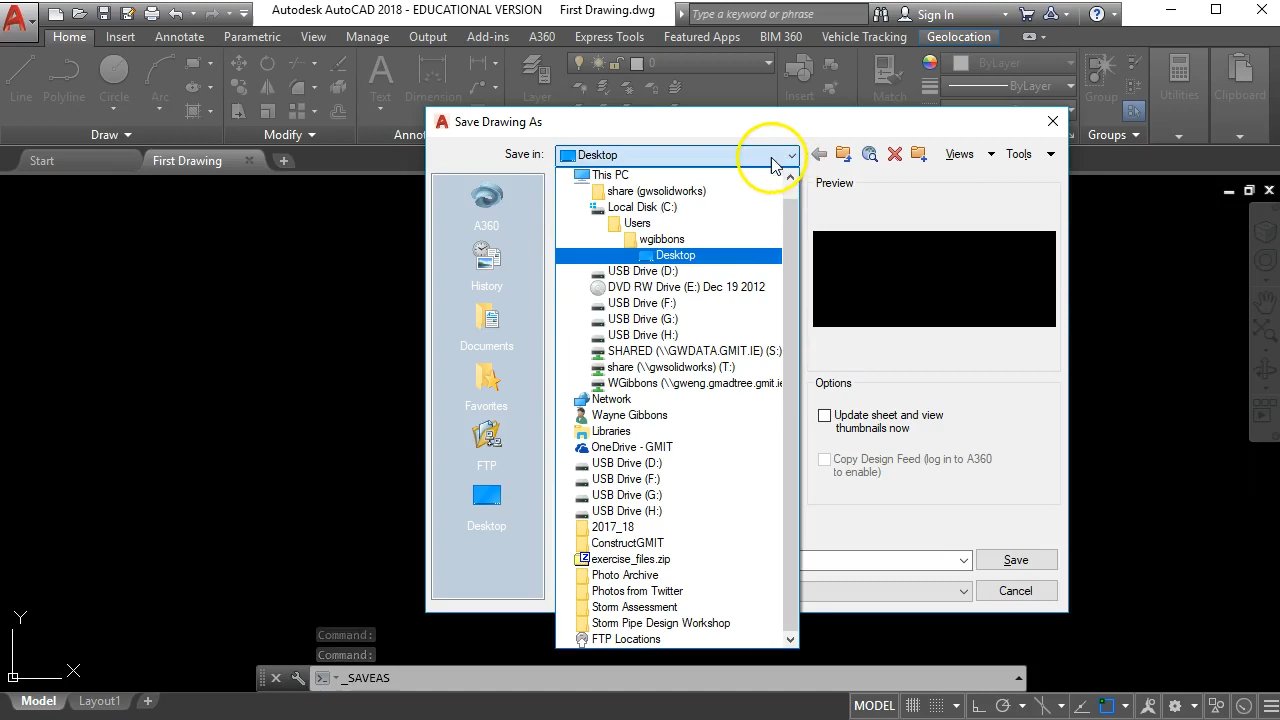 Autodesk AutoCAD 2018 - EDUCATIONAL VERSION First Drawing.dwg
Type a keyword or phrase
Sign In
Home Insert Annotate Parametric View Manage Output Add-ins A360 Express Tools Featured Apps BIM 360 Vehicle Tracking Geolocation
0
ByLayer
ByLayer
Line Polyline Circle Arc Text Dimension Layer Insert Match Group Utilities Clipboard
Draw Modify Groups
Start First Drawing
Save Drawing As
Save in: Desktop Views Tools
A360
History
Documents
Favorites
FTP
Desktop
This PC
share (gwsolidworks)
Local Disk (C:)
Users
wgibbons
Desktop
USB Drive (D:)
DVD RW Drive (E:) Dec 19 2012
USB Drive (F:)
USB Drive (G:)
USB Drive (H:)
SHARED (\\GWDATA.GMIT.IE) (S:)
share (\\gwsolidworks) (T:)
WGibbons (\\gweng.gmadtree.gmit.ie
Network
Wayne Gibbons
Libraries
OneDrive - GMIT
USB Drive (D:)
USB Drive (F:)
USB Drive (G:)
USB Drive (H:)
2017_18
ConstructGMIT
exercise_files.zip
Photo Archive
Photos from Twitter
Storm Assessment
Storm Pipe Design Workshop
FTP Locations
Preview
Options
Update sheet and view
thumbnails now
Copy Design Feed (log in to A360
to enable)
Save
Cancel
Y
X
Command:
Command:
_SAVEAS
Model Layout1
MODEL